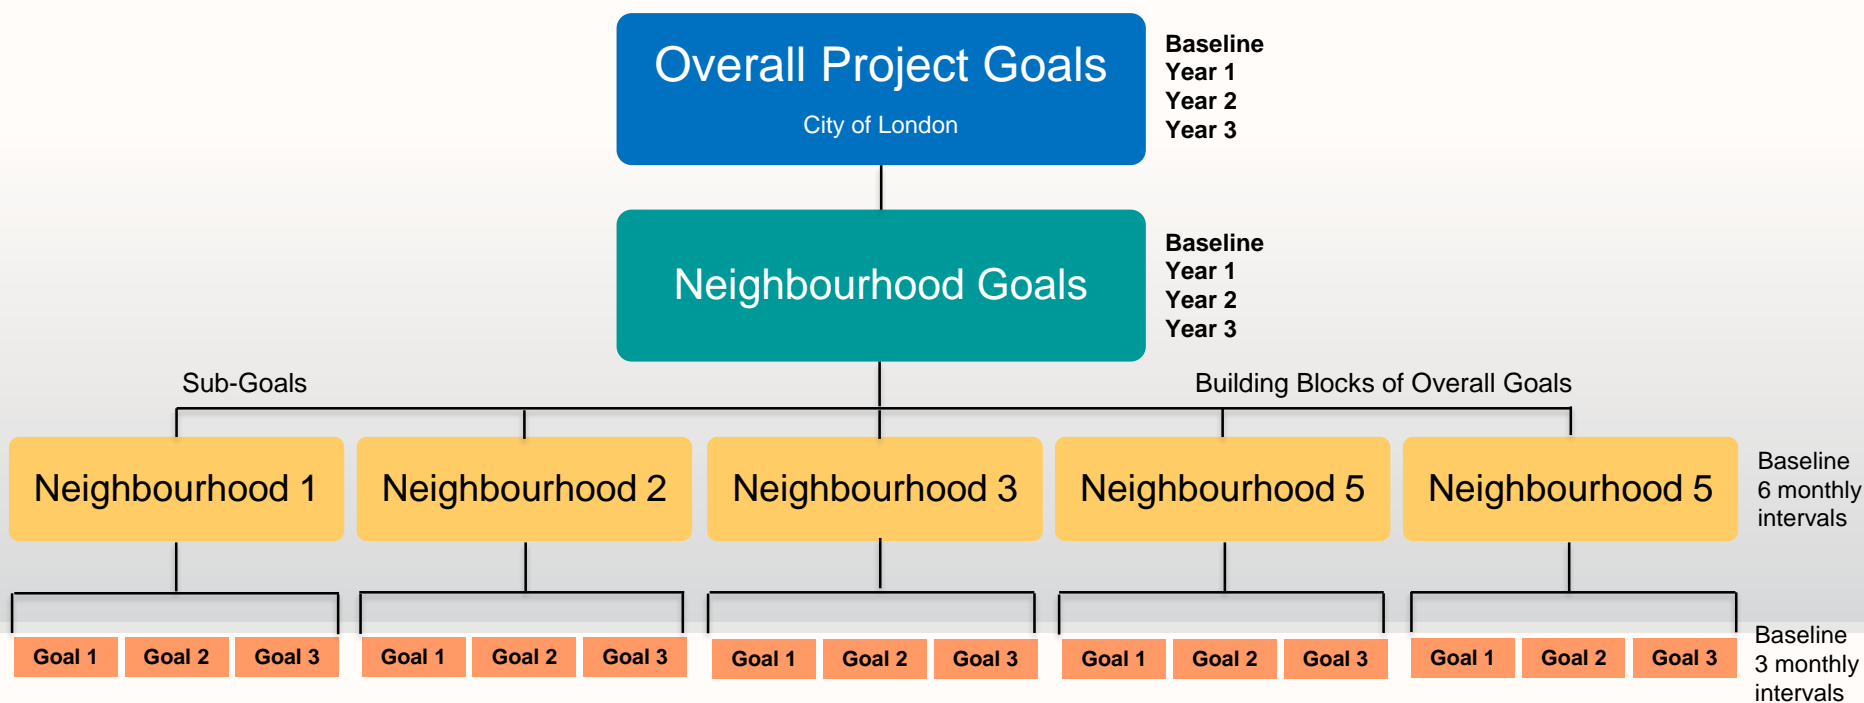 Overall Project Goals
City of London
Baseline
Year 1
Year 2
Year 3
Neighbourhood Goals
Baseline
Year 1
Year 2
Year 3
Sub-Goals
Building Blocks of Overall Goals
Neighbourhood 1
Neighbourhood 2
Neighbourhood 3
Neighbourhood 5
Neighbourhood 5
Baseline
6 monthly
intervals
Goal 1
Goal 2
Goal 3
Goal 1
Goal 2
Goal 3
Goal 1
Goal 2
Goal 3
Goal 1
Goal 2
Goal 3
Goal 1
Goal 2
Goal 3
Baseline
3 monthly
intervals